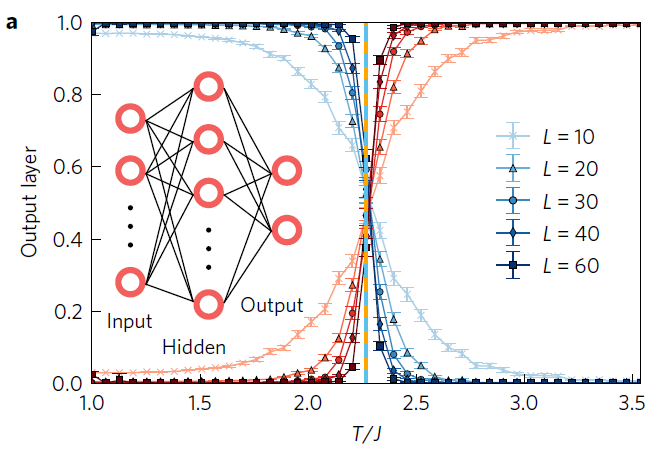 a
Output layer
1.0
0.8
0.6
0.4
0.2
0.0
Input
Hidden
Output
L = 10
L = 20
L = 30
L = 40
L = 60
1.0
1.5
2.0
2.5
3.0
3.5
T/J